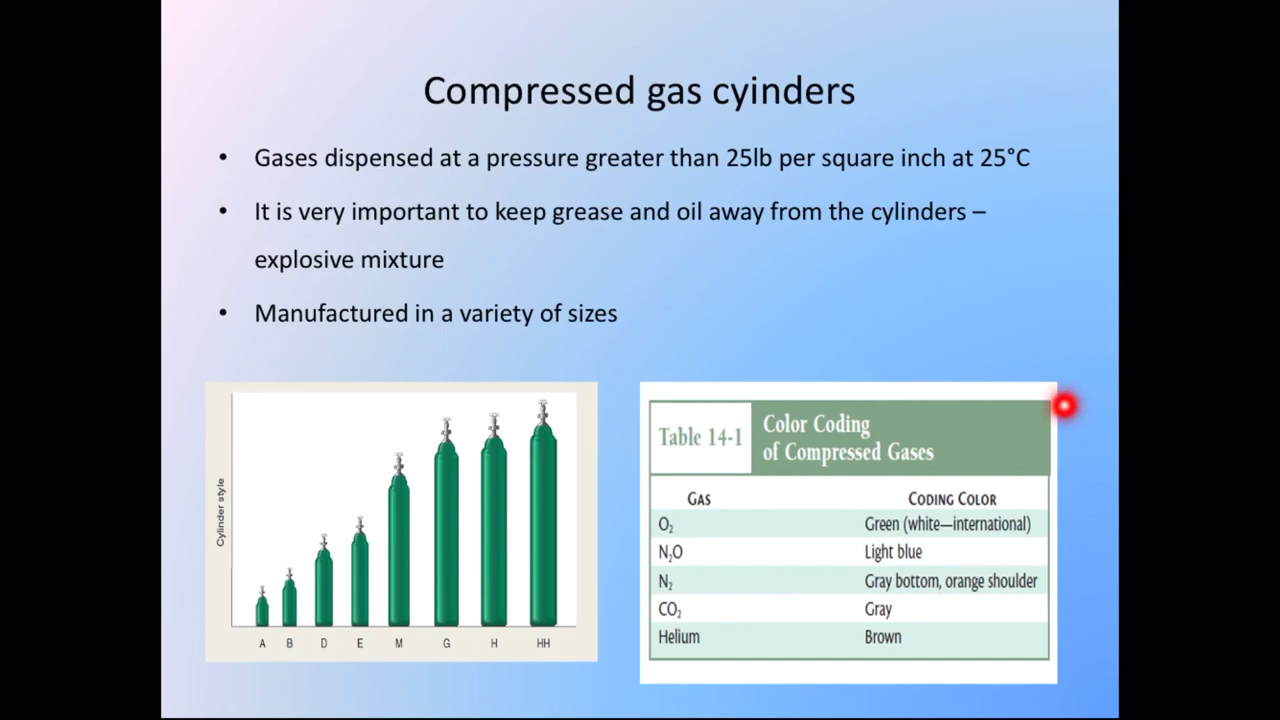 Compressed gas cyinders
• Gases dispensed at a pressure greater than 25lb per square inch at 25°C
• It is very important to keep grease and oil away from the cylinders –
explosive mixture
• Manufactured in a variety of sizes
Cylinder style
A B D E M G H HH
Table 14-1
Color Coding
of Compressed Gases
GAS CODING COLOR
O₂ Green (white—international)
N₂O Light blue
N₂ Gray bottom, orange shoulder
CO₂ Gray
Helium Brown